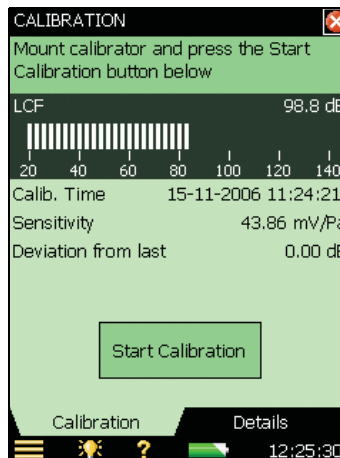 CALIBRATION
Mount calibrator and press the Start
Calibration button below
LCF 98.8 dB
20 40 60 80 100 120 140
Calib. Time 15-11-2006 11:24:21
Sensitivity 43.86 mV/Pa
Deviation from last 0.00 dB
Start Calibration
Calibration Details
? 12:25:30